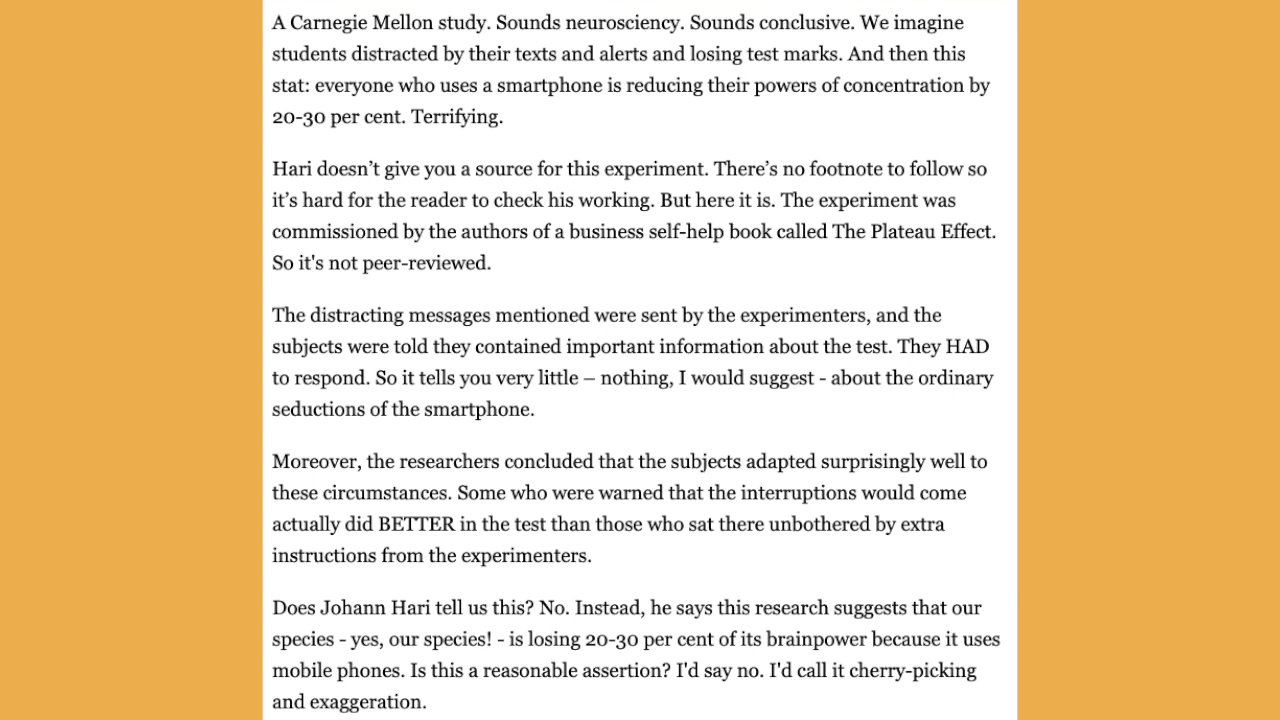 A Carnegie Mellon study. Sounds neurosciency. Sounds conclusive. We imagine
students distracted by their texts and alerts and losing test marks. And then this
stat: everyone who uses a smartphone is reducing their powers of concentration by
20-30 per cent. Terrifying.
Hari doesn’t give you a source for this experiment. There’s no footnote to follow so
it’s hard for the reader to check his working. But here it is. The experiment was
commissioned by the authors of a business self-help book called The Plateau Effect.
So it's not peer-reviewed.
The distracting messages mentioned were sent by the experimenters, and the
subjects were told they contained important information about the test. They HAD
to respond. So it tells you very little – nothing, I would suggest - about the ordinary
seductions of the smartphone.
Moreover, the researchers concluded that the subjects adapted surprisingly well to
these circumstances. Some who were warned that the interruptions would come
actually did BETTER in the test than those who sat there unbothered by extra
instructions from the experimenters.
Does Johann Hari tell us this? No. Instead, he says this research suggests that our
species - yes, our species! - is losing 20-30 per cent of its brainpower because it uses
mobile phones. Is this a reasonable assertion? I'd say no. I'd call it cherry-picking
and exaggeration.